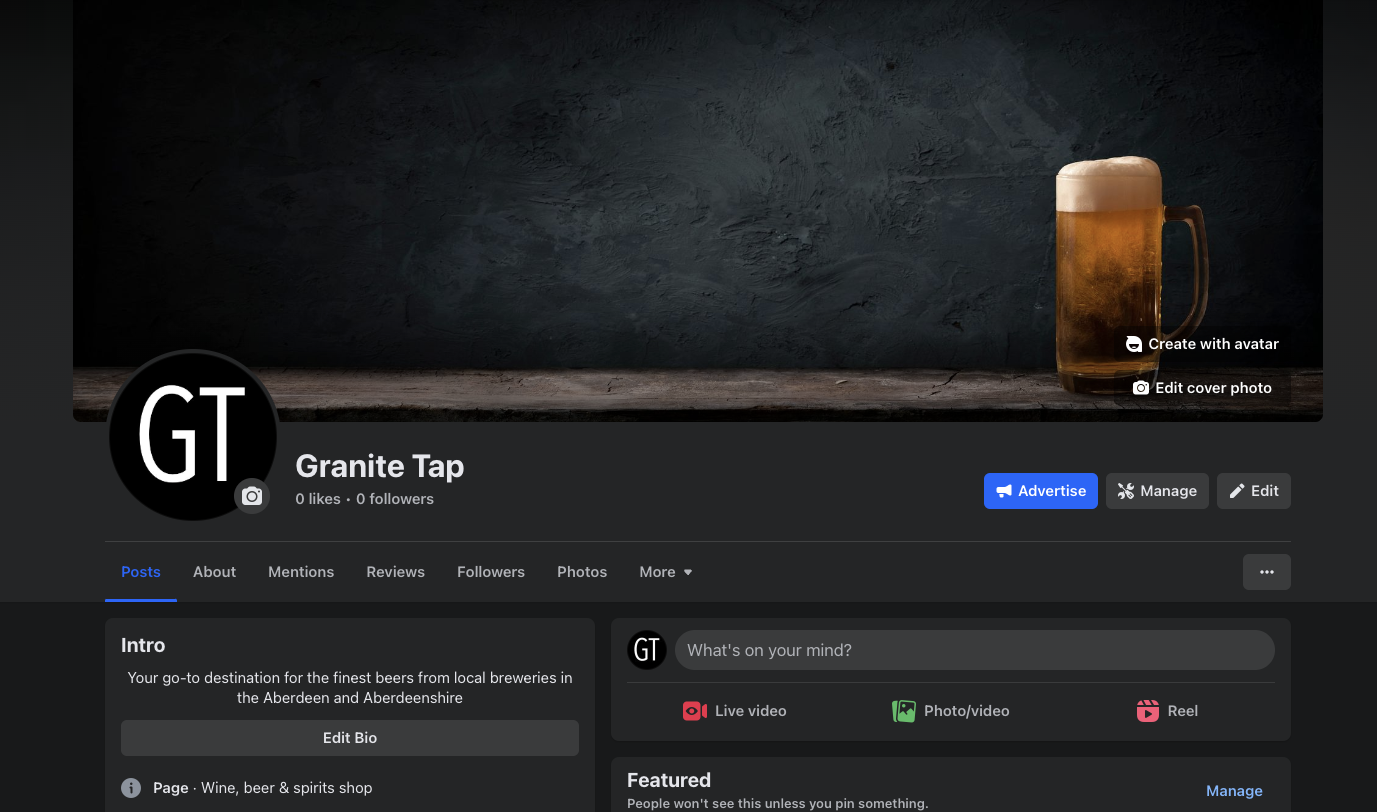 Create with avatar
Edit cover photo
GT
Granite Tap
0 likes • 0 followers
Advertise
Manage
Edit
Posts
About
Mentions
Reviews
Followers
Photos
More
Intro
Your go-to destination for the finest beers from local breweries in
the Aberdeen and Aberdeenshire
Edit Bio
Page · Wine, beer & spirits shop
GT
What's on your mind?
Live video
Photo/video
Reel
Featured
People won't see this unless you pin something.
Manage